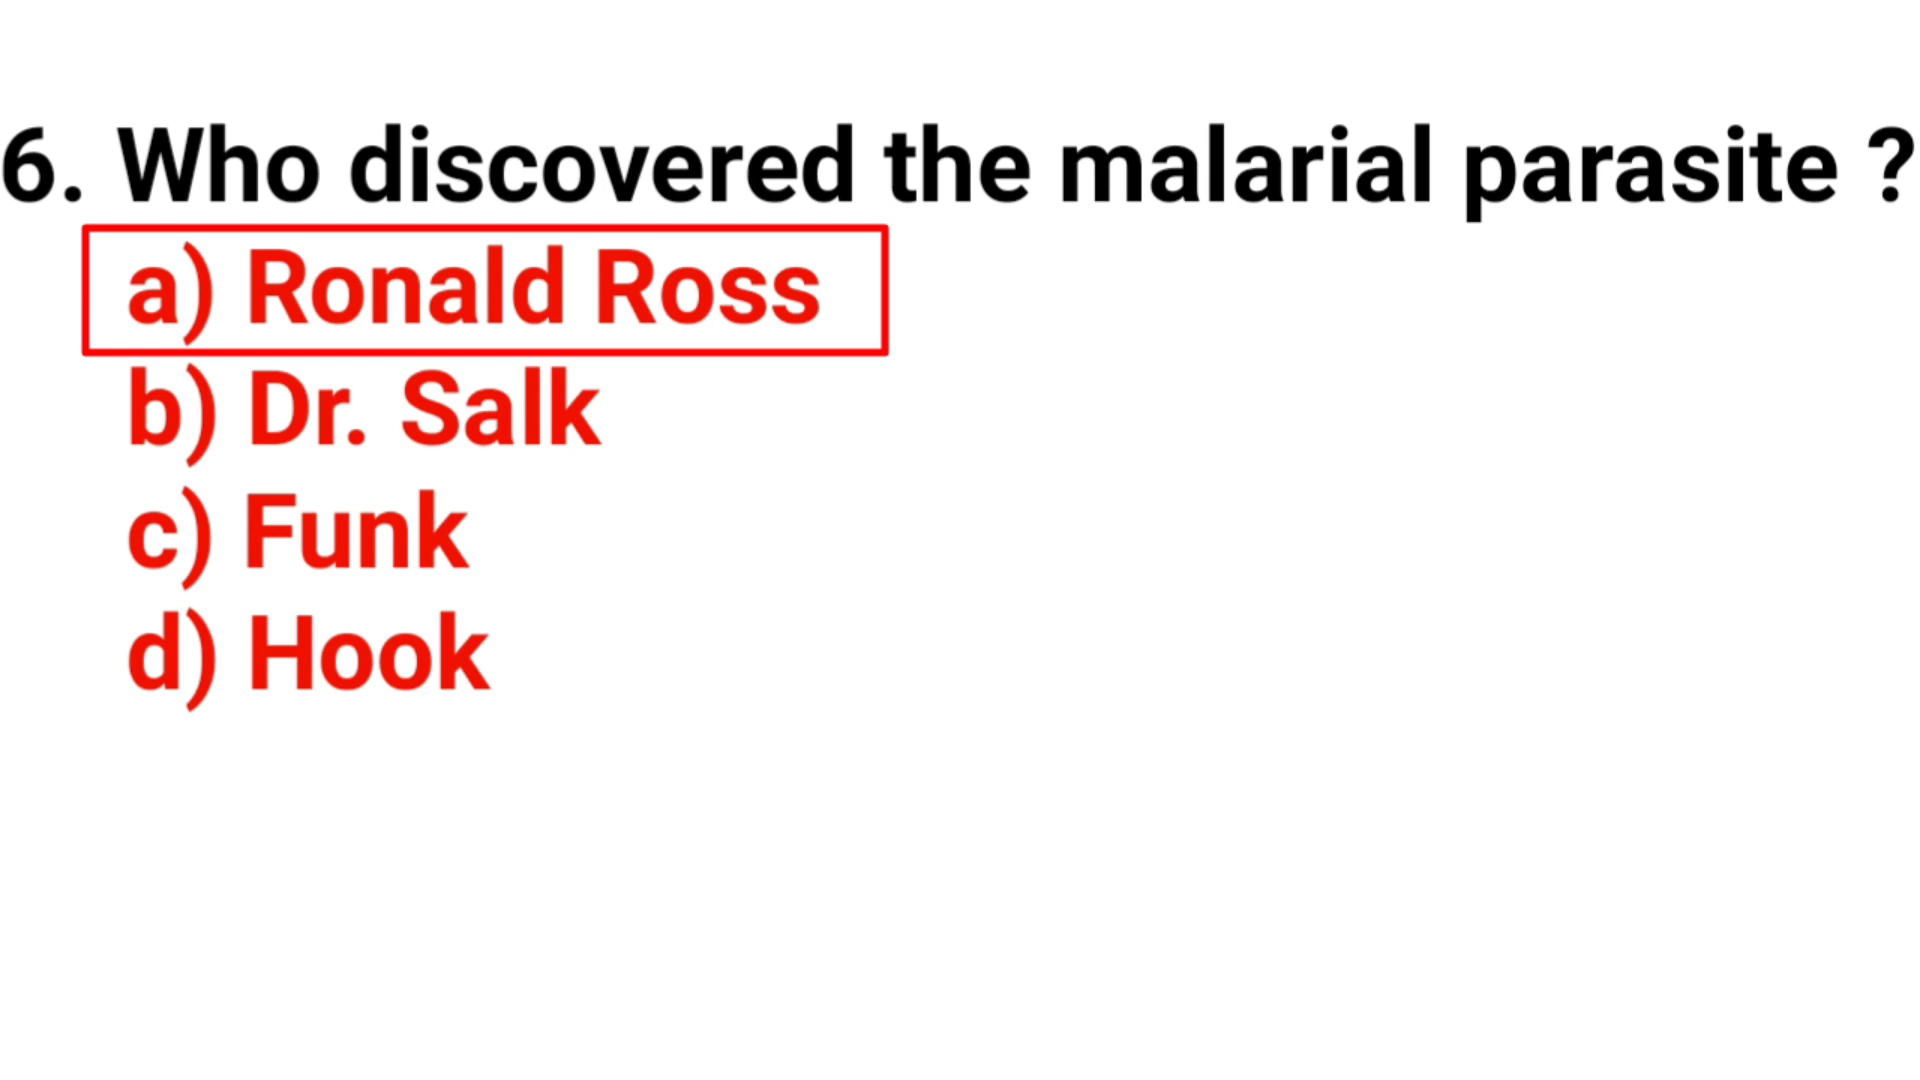 6. Who discovered the malarial parasite ?
a) Ronald Ross
b) Dr. Salk
c) Funk
d) Hook